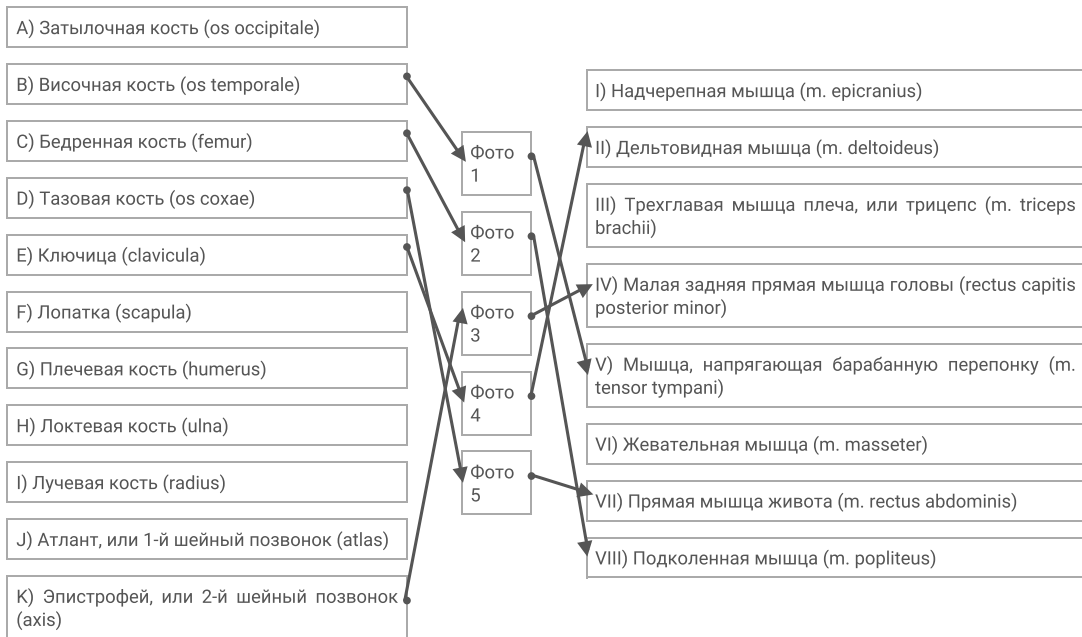 A) Затылочная кость (os occipitale)
B) Височная кость (os temporale)
C) Бедренная кость (femur)
D) Тазовая кость (os coxae)
E) Ключица (clavicula)
F) Лопатка (scapula)
G) Плечевая кость (humerus)
H) Локтевая кость (ulna)
I) Лучевая кость (radius)
J) Атлант, или 1-й шейный позвонок (atlas)
K) Эпистрофей, или 2-й шейный позвонок
(axis)
Фото
1
Фото
2
Фото
3
Фото
4
Фото
5
I) Надчерепная мышца (m. epicranius)
II) Дельтовидная мышца (m. deltoideus)
III) Трехглавая мышца плеча, или трицепс (m. triceps
brachii)
IV) Малая задняя прямая мышца головы (rectus capitis
posterior minor)
V) Мышца, напрягающая барабанную перепонку (m.
tensor tympani)
VI) Жевательная мышца (m. masseter)
VII) Прямая мышца живота (m. rectus abdominis)
VIII) Подколенная мышца (m. popliteus)